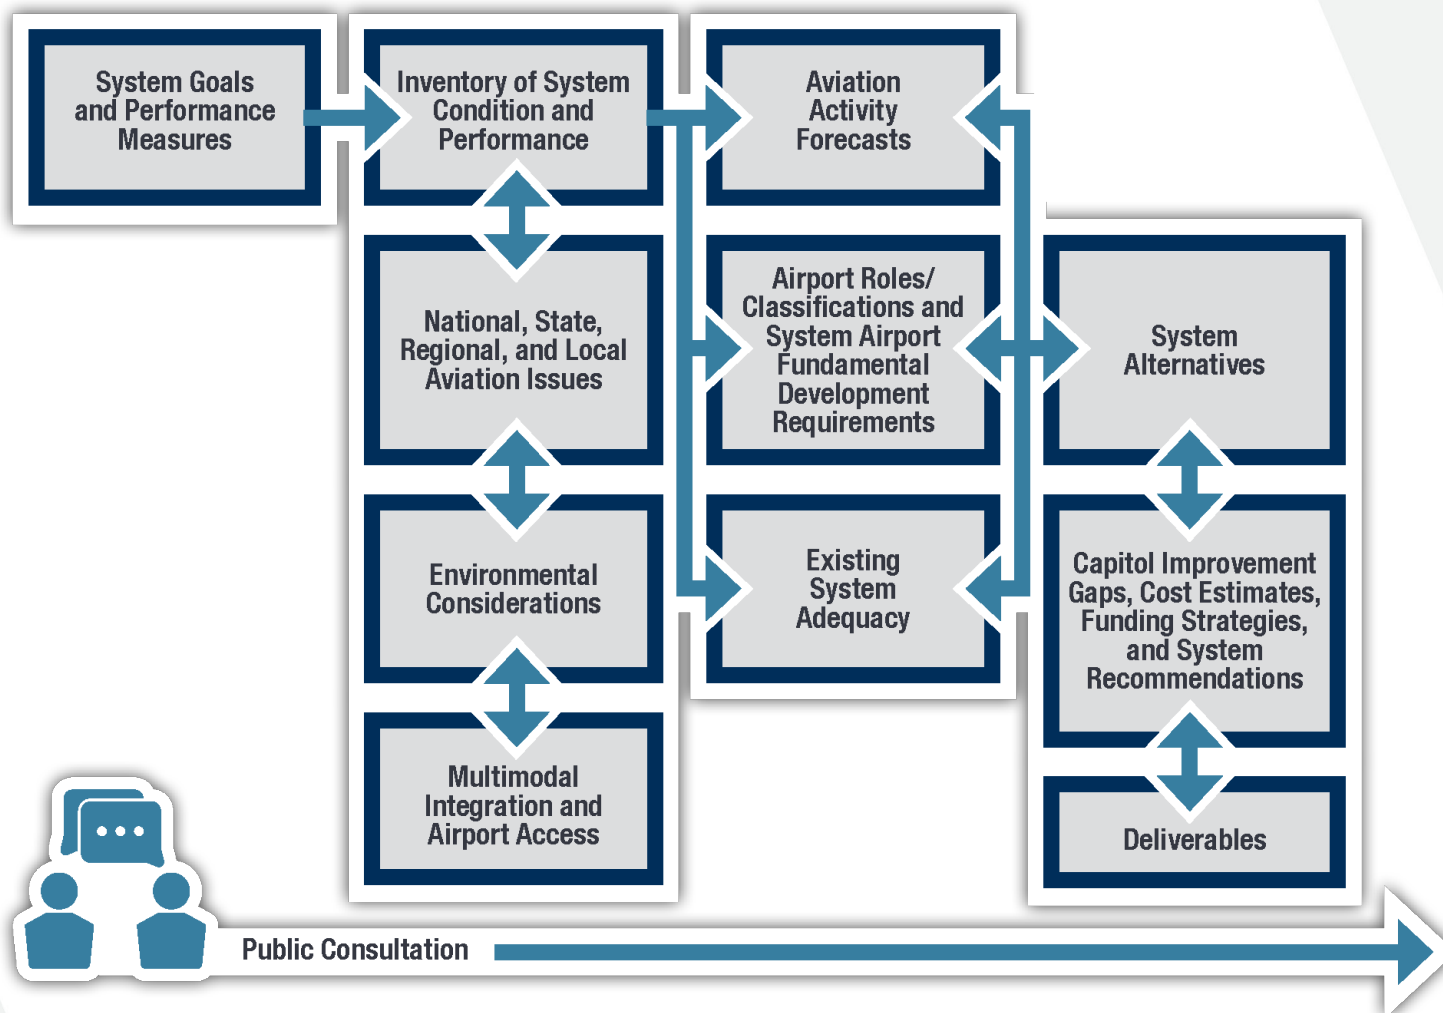 System Goals
and Performance
Measures
Inventory of System
Condition and
Performance
National, State,
Regional, and Local
Aviation Issues
Environmental
Considerations
Multimodal
Integration and
Airport Access
Aviation
Activity
Forecasts
Airport Roles/
Classifications and
System Airport
Fundamental
Development
Requirements
Existing
System
Adequacy
System
Alternatives
Capitol Improvement
Gaps, Cost Estimates,
Funding Strategies,
and System
Recommendations
Deliverables
Public Consultation